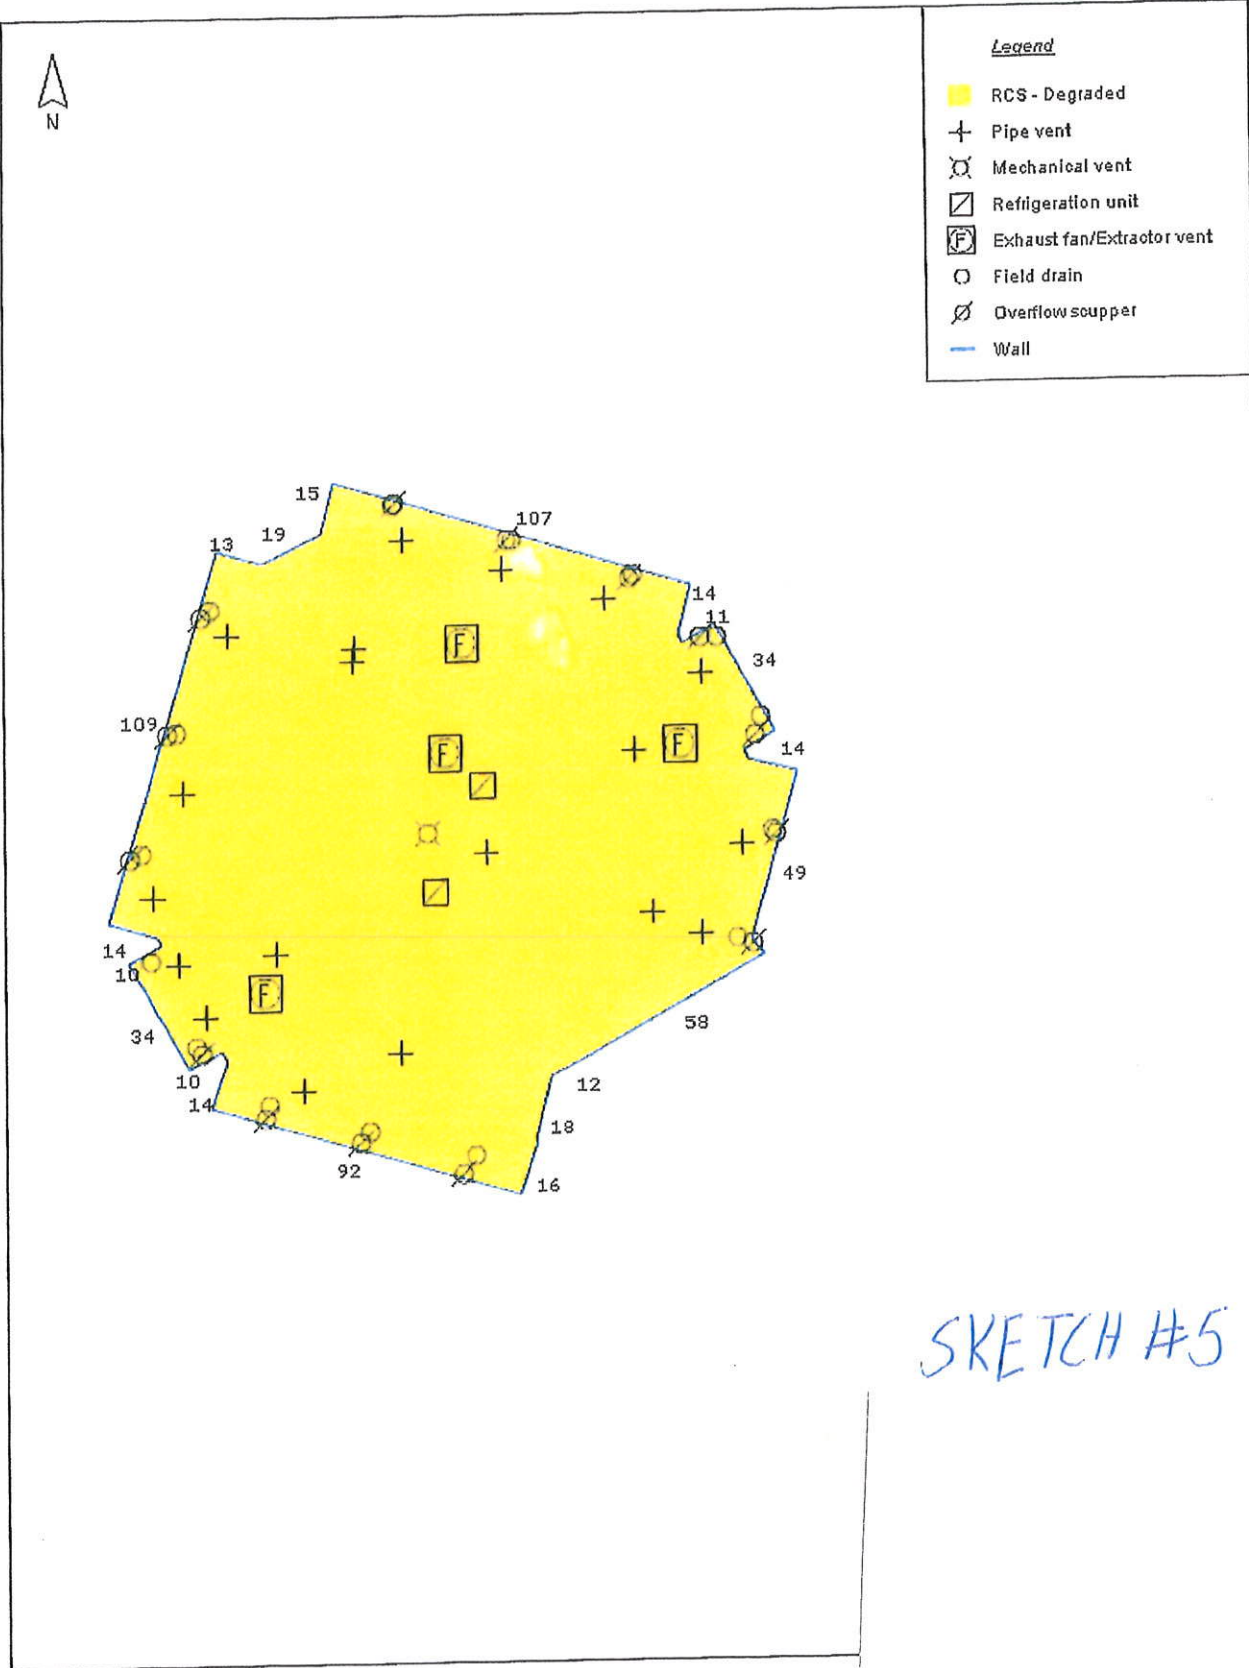 N
Legend
RCS - Degraded
Pipe vent
Mechanical vent
Refrigeration unit
F Exhaust fan/Extractor vent
Field drain
Overflow scupper
Wall
15
107
19
13
14
11
34
F
109
F
F
14
49
14
10
F
34
58
10
12
14
18
92
16
SKETCH #5